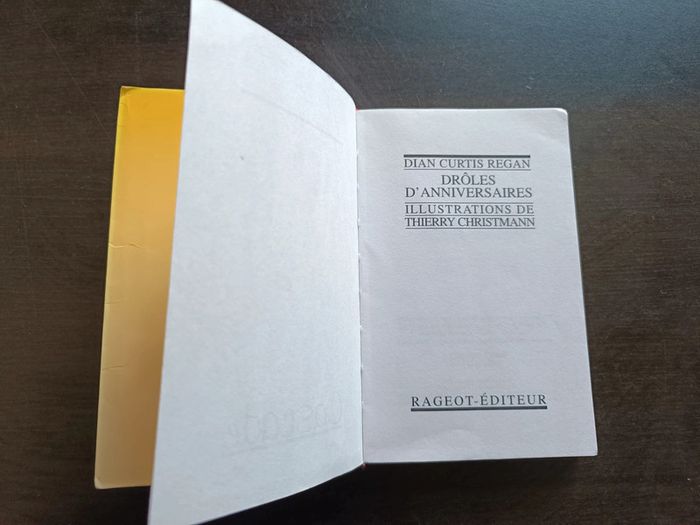 DIAN CURTIS REGAN
DRÔLES
D'ANNIVERSAIRES
ILLUSTRATIONS DE
THIERRY CHRISTMANN
RAGEOT-ÉDITEUR